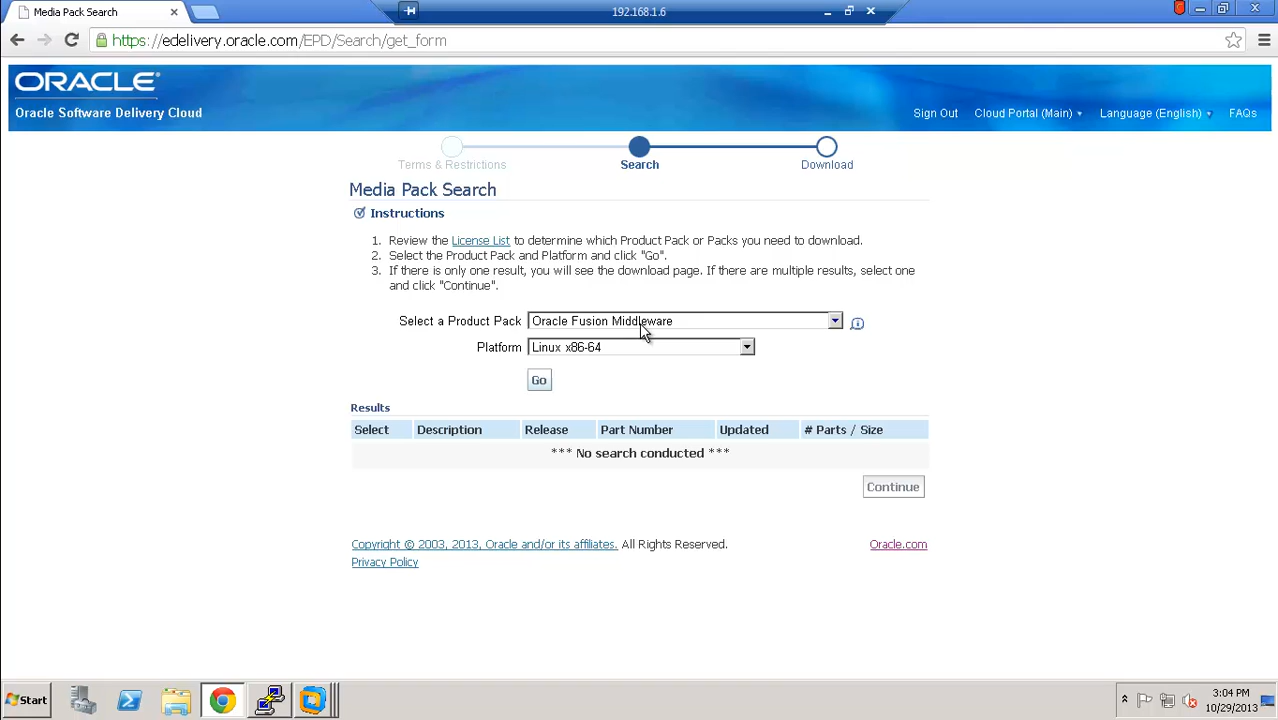 Media Pack Search
192.168.1.6
https://edelivery.oracle.com/EPD/Search/get_form
ORACLE®
Oracle Software Delivery Cloud
Sign Out Cloud Portal (Main) Language (English) FAQs
Terms & Restrictions Search Download
Media Pack Search
Instructions
1. Review the License List to determine which Product Pack or Packs you need to download.
2. Select the Product Pack and Platform and click "Go".
3. If there is only one result, you will see the download page. If there are multiple results, select one
and click "Continue".
Select a Product Pack Oracle Fusion Middleware
Platform Linux x86-64
Go
Results
Select Description Release Part Number Updated # Parts / Size
*** No search conducted ***
Continue
Copyright © 2003, 2013, Oracle and/or its affiliates. All Rights Reserved. Oracle.com
Privacy Policy
Start
3:04 PM
10/29/2013